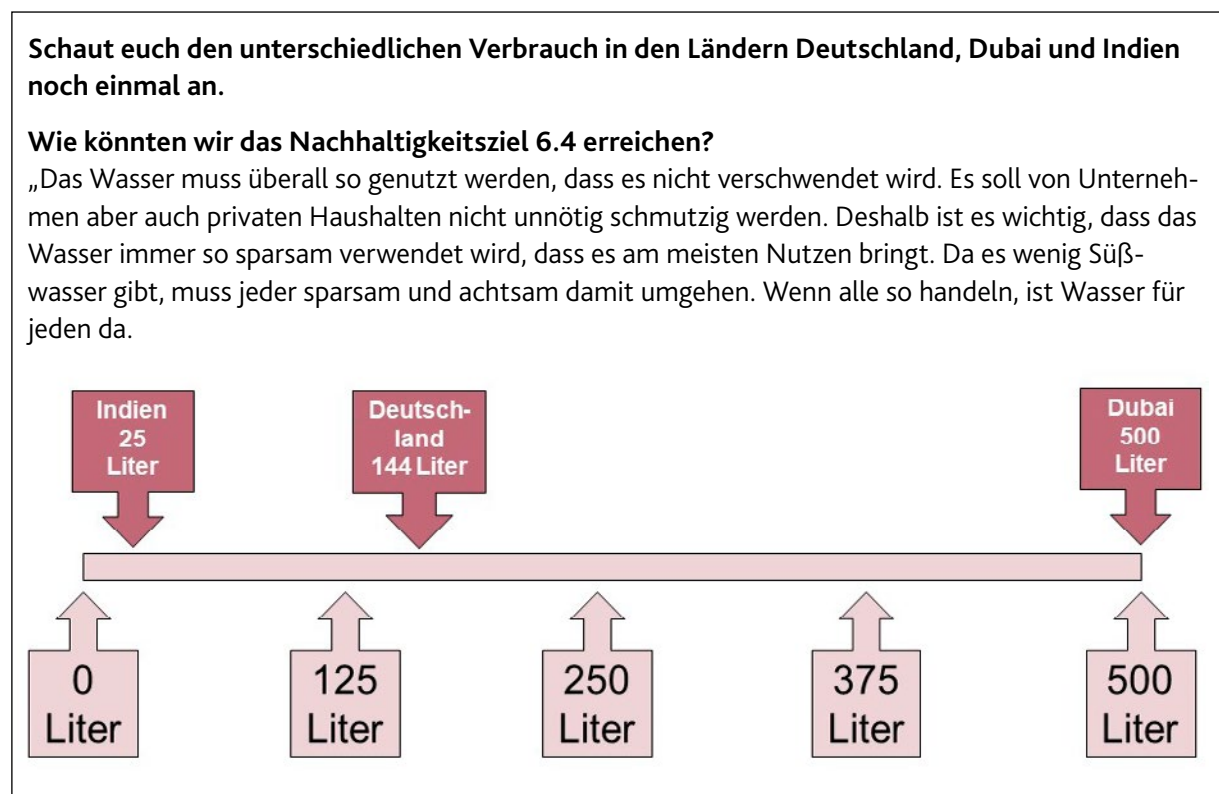 Schaut euch den unterschiedlichen Verbrauch in den Ländern Deutschland, Dubai und Indien
noch einmal an.
Wie könnten wir das Nachhaltigkeitsziel 6.4 erreichen?
„Das Wasser muss überall so genutzt werden, dass es nicht verschwendet wird. Es soll von Unterneh-
men aber auch privaten Haushalten nicht unnötig schmutzig werden. Deshalb ist es wichtig, dass das
Wasser immer so sparsam verwendet wird, dass es am meisten Nutzen bringt. Da es wenig Süß-
wasser gibt, muss jeder sparsam und achtsam damit umgehen. Wenn alle so handeln, ist Wasser für
jeden da.
Indien
25
Liter
Deutsch-
land
144 Liter
Dubai
500
Liter
0
Liter
125
Liter
250
Liter
375
Liter
500
Liter